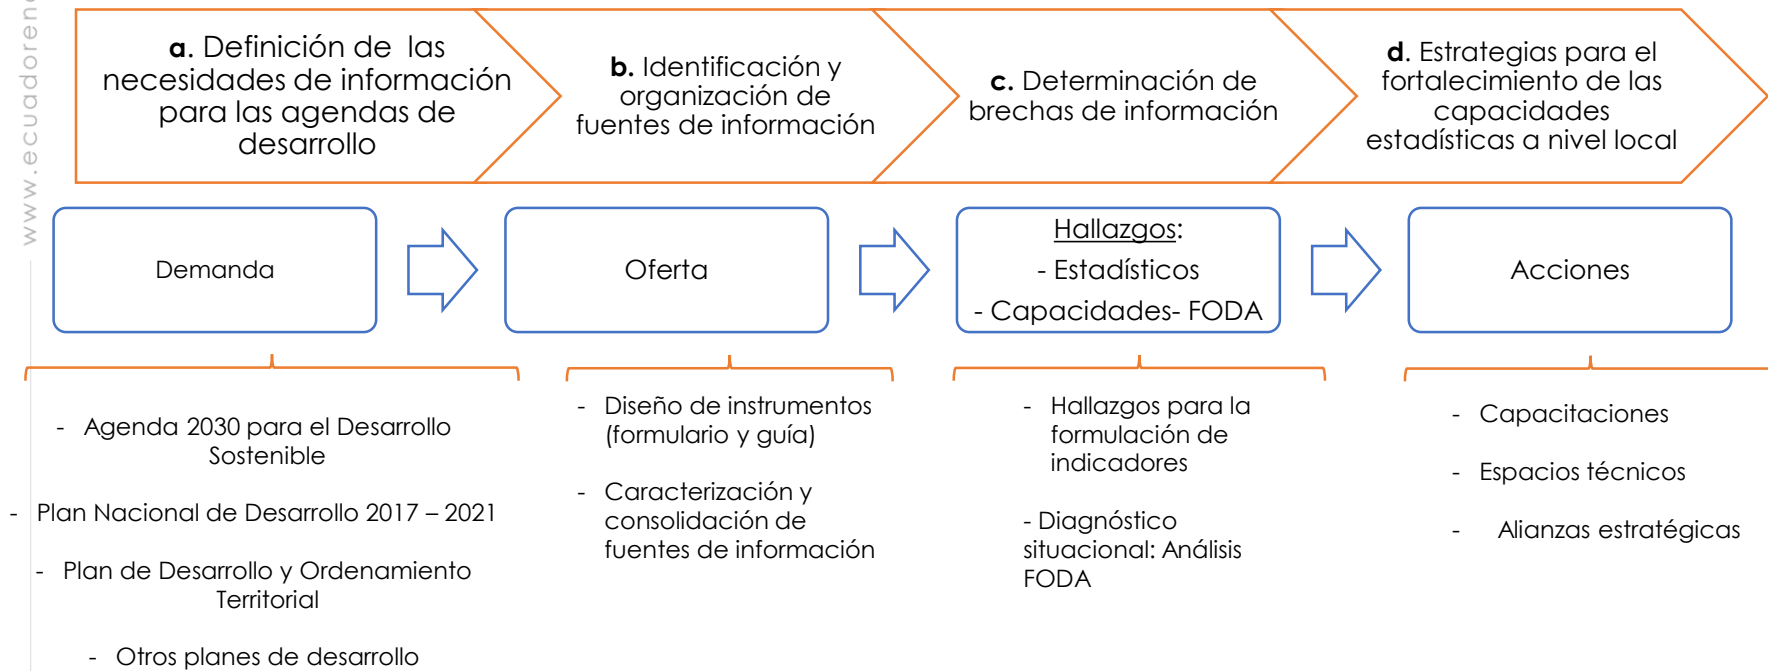 www.ecuadorenc
a. Definición de las
necesidades de información
para las agendas de
desarrollo
b. Identificación y
organización de
fuentes de información
c. Determinación de
brechas de información
d. Estrategias para el
fortalecimiento de las
capacidades
estadísticas a nivel local
Demanda
Oferta
Hallazgos:
- Estadísticos
- Capacidades- FODA
Acciones
- Agenda 2030 para el Desarrollo
Sostenible
- Plan Nacional de Desarrollo 2017 – 2021
- Plan de Desarrollo y Ordenamiento
Territorial
- Otros planes de desarrollo
- Diseño de instrumentos
(formulario y guía)
- Caracterización y
consolidación de
fuentes de información
- Hallazgos para la
formulación de
indicadores
- Diagnóstico
situacional: Análisis
FODA
- Capacitaciones
- Espacios técnicos
- Alianzas estratégicas